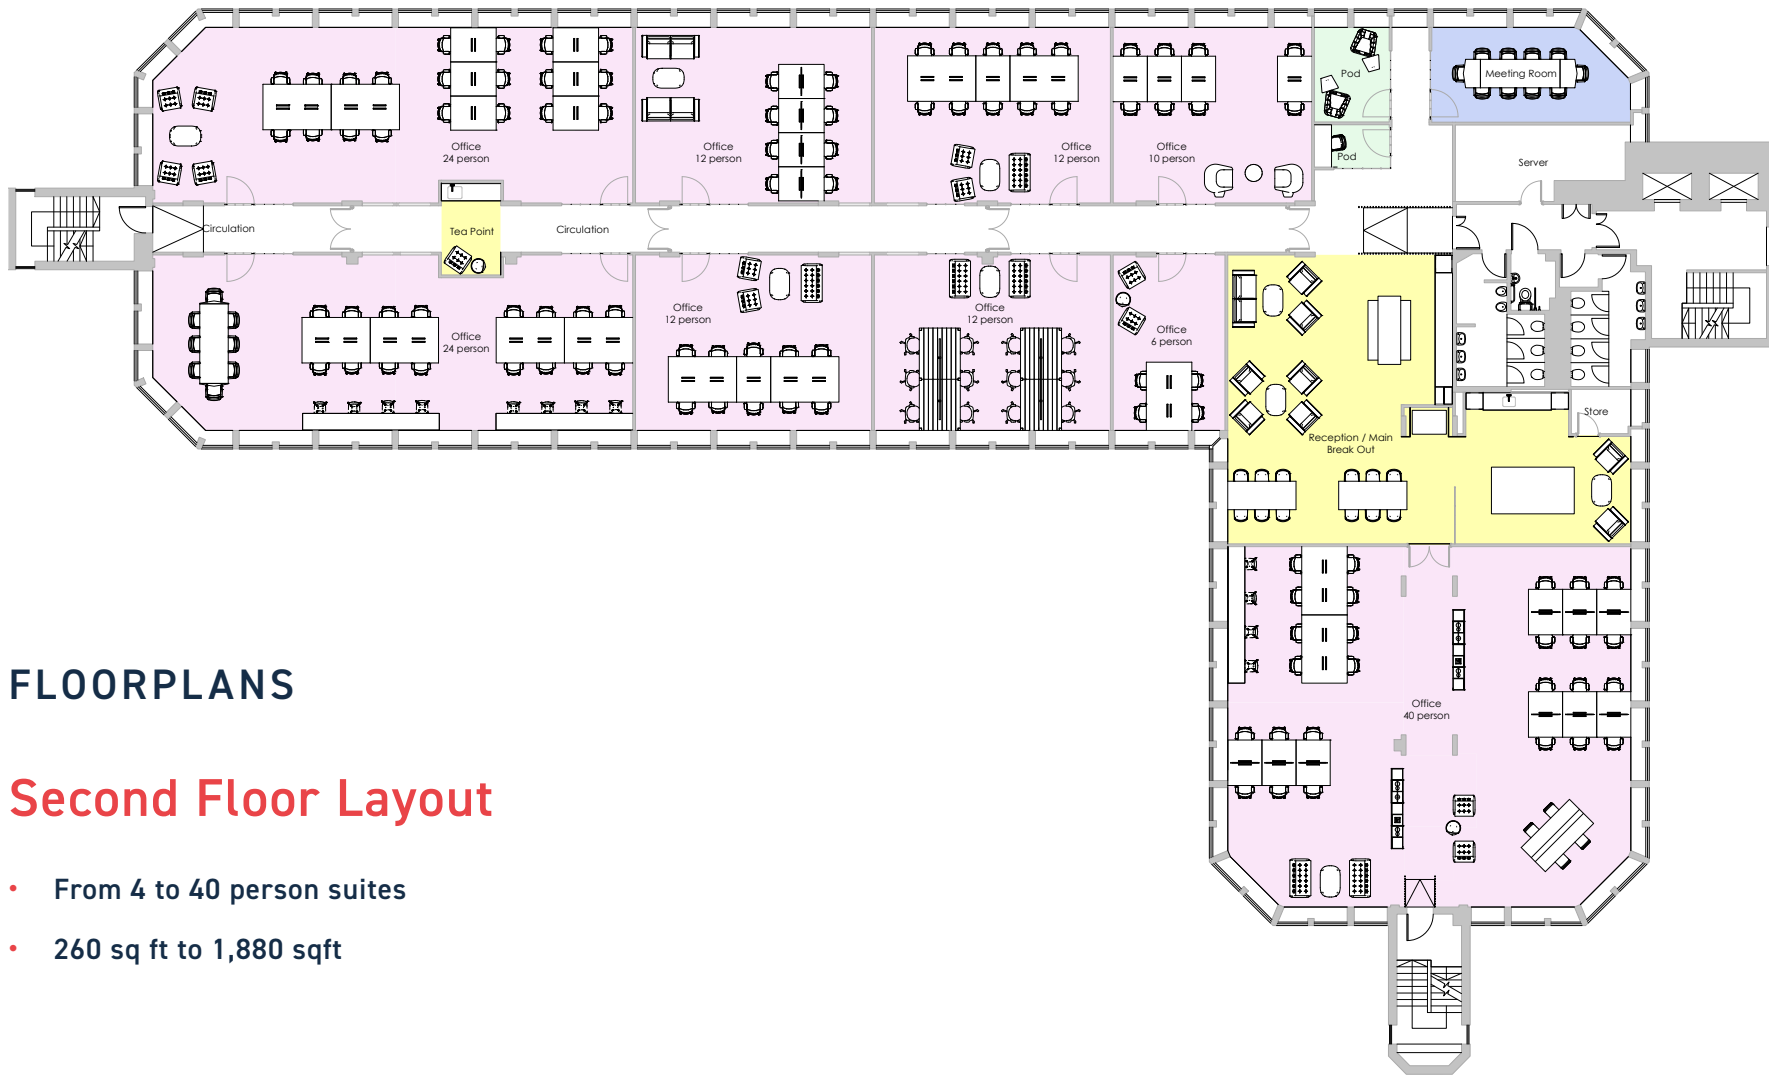 Pod
Meeting Room
Office
24 person
Office
12 person
Office
12 person
Office
10 person
Pod
Server
Circulation
Tea Point
Circulation
Office
24 person
Office
12 person
Office
12 person
Office
6 person
Store
Reception / Main
Break Out
Office
40 person
FLOORPLANS
Second Floor Layout
• From 4 to 40 person suites
• 260 sq ft to 1,880 sqft